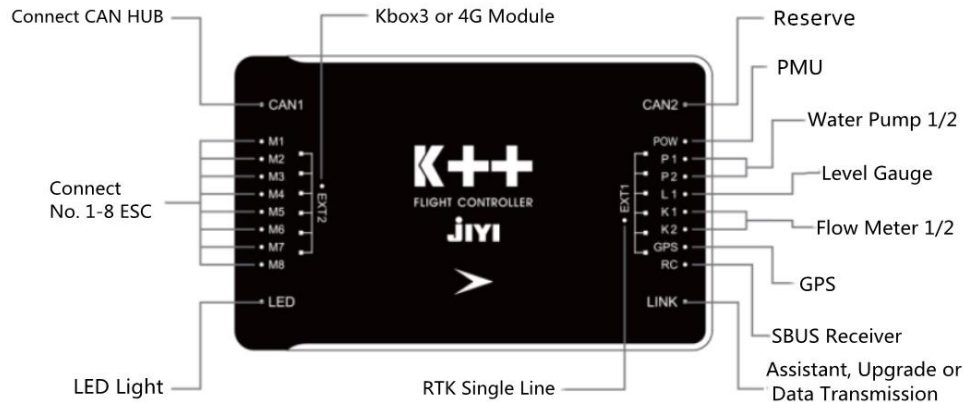 Connect CAN HUB
Kbox3 or 4G Module
Reserve
PMU
Water Pump 1/2
Level Gauge
Flow Meter 1/2
GPS
SBUS Receiver
Assistant, Upgrade or
Data Transmission
Connect
No. 1-8 ESC
LED Light
RTK Single Line
CAN1
M1
M2
M3
M4
M5
M6
M7
M8
LED
EXT2
K++
FLIGHT CONTROLLER
JIYI
EXT1
CAN2
POW
P1
P2
L1
K1
K2
GPS
RC
LINK